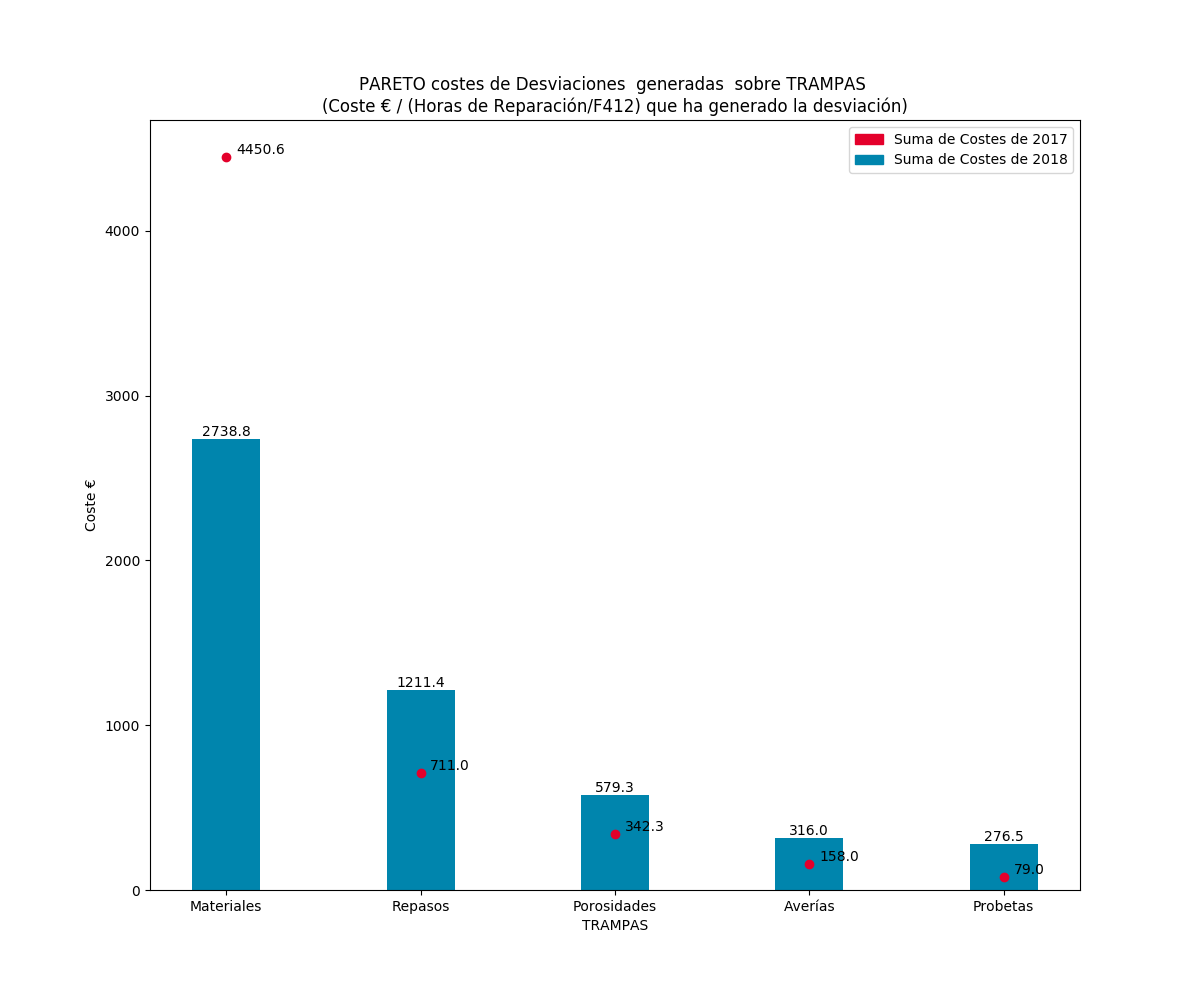 PARETO costes de Desviaciones  generadas  sobre TRAMPAS
(Coste € / (Horas de Reparación/F412) que ha generado la desviación)
Suma de Costes de 2017
Suma de Costes de 2018
4450.6
4000
3000
2738.8
Coste €
2000
1211.4
1000
711.0
579.3
342.3
316.0
158.0
276.5
79.0
0
Materiales
Repasos
Porosidades
Averías
Probetas
TRAMPAS